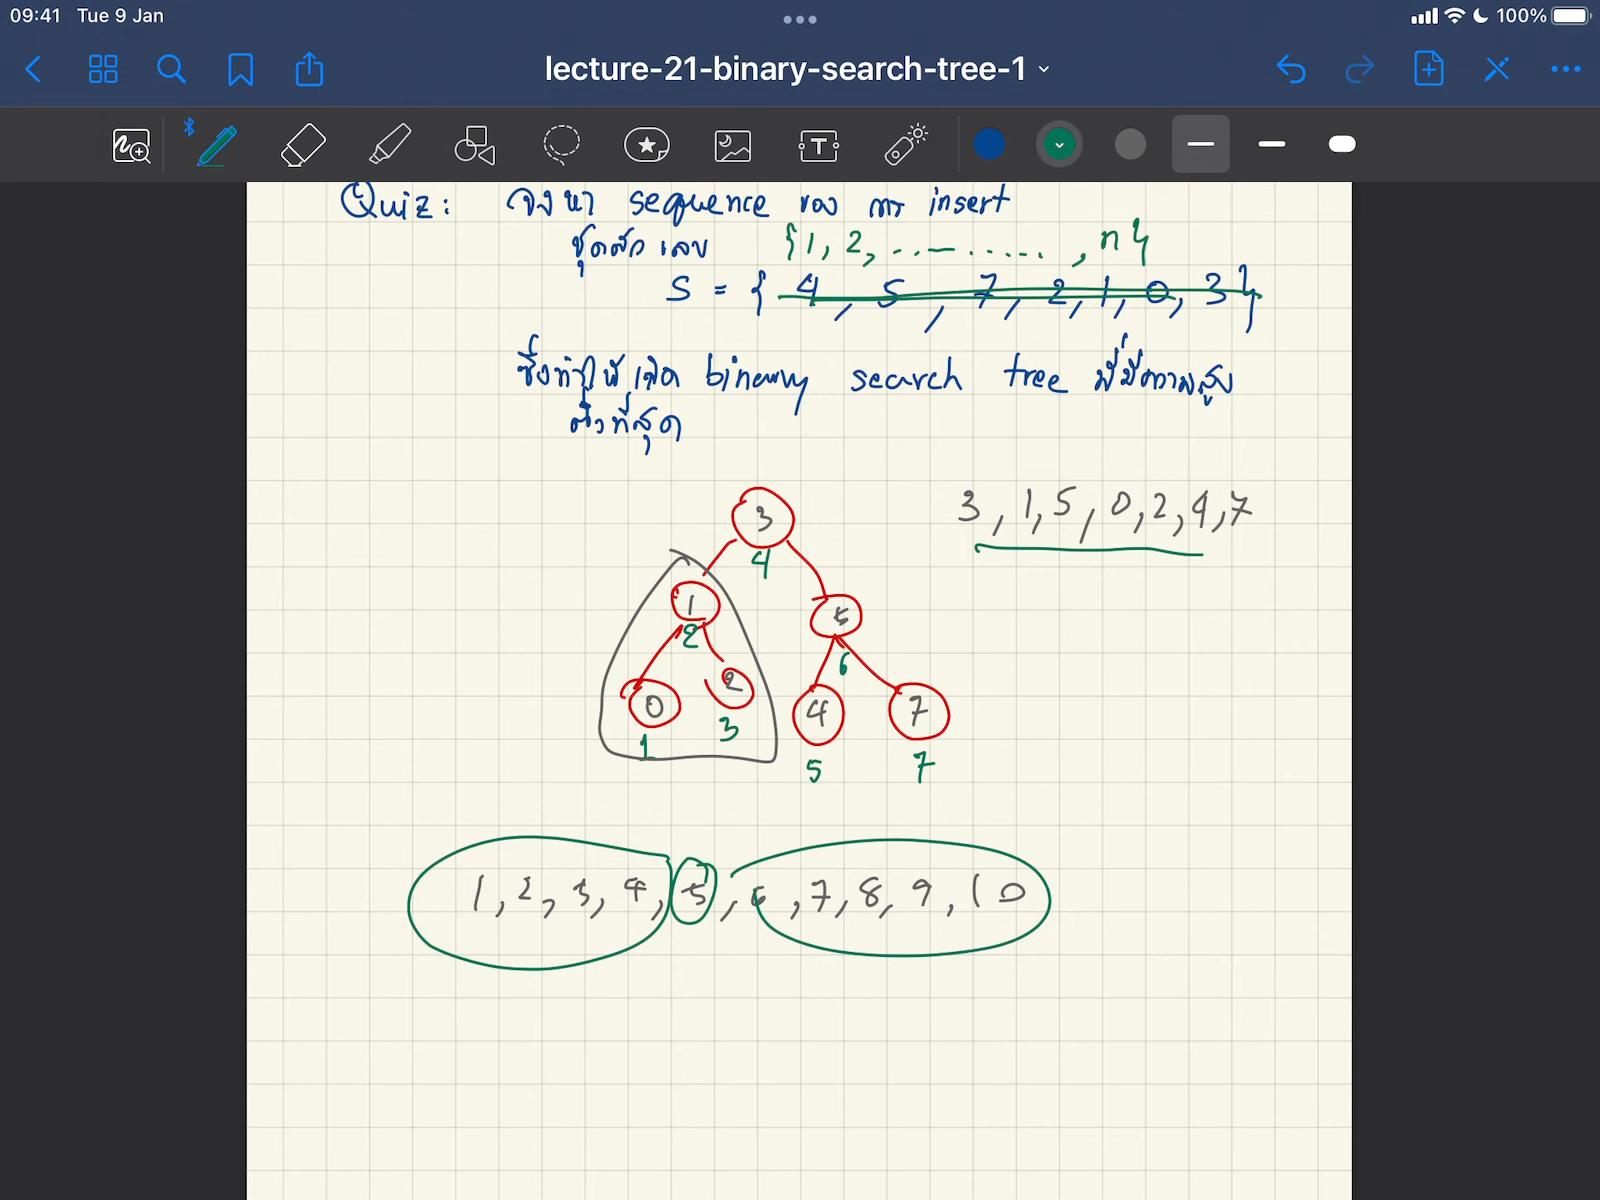 09:41 Tue 9 Jan
100%
lecture-21-binary-search-tree-1
T
Quiz: จงหา sequence ของ การ insert
ชุดตัวเลข {1, 2, ........., n}
S = { 4, 5, 7, 2, 1, 0, 3 }
ซึ่งทำให้เกิด binary search tree ที่มีความสูง
ต่ำที่สุด
3, 1, 5, 0, 2, 4, 7
3
4
1
5
2
6
0
2
4
7
1
3
5
7
1, 2, 3, 4, 5, 6, 7, 8, 9, 10